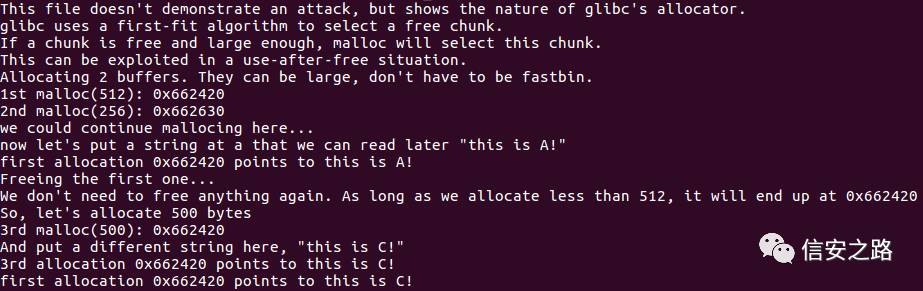 This file doesn't demonstrate an attack, but shows the nature of glibc's allocator.
glibc uses a first-fit algorithm to select a free chunk.
If a chunk is free and large enough, malloc will select this chunk.
This can be exploited in a use-after-free situation.
Allocating 2 buffers. They can be large, don't have to be fastbin.
1st malloc(512): 0x662420
2nd malloc(256): 0x662630
we could continue mallocing here...
now let's put a string at a that we can read later "this is A!"
first allocation 0x662420 points to this is A!
Freeing the first one...
We don't need to free anything again. As long as we allocate less than 512, it will end up at 0x662420
So, let's allocate 500 bytes
3rd malloc(500): 0x662420
And put a different string here, "this is C!"
3rd allocation 0x662420 points to this is C!
first allocation 0x662420 points to this is C!
信安之路